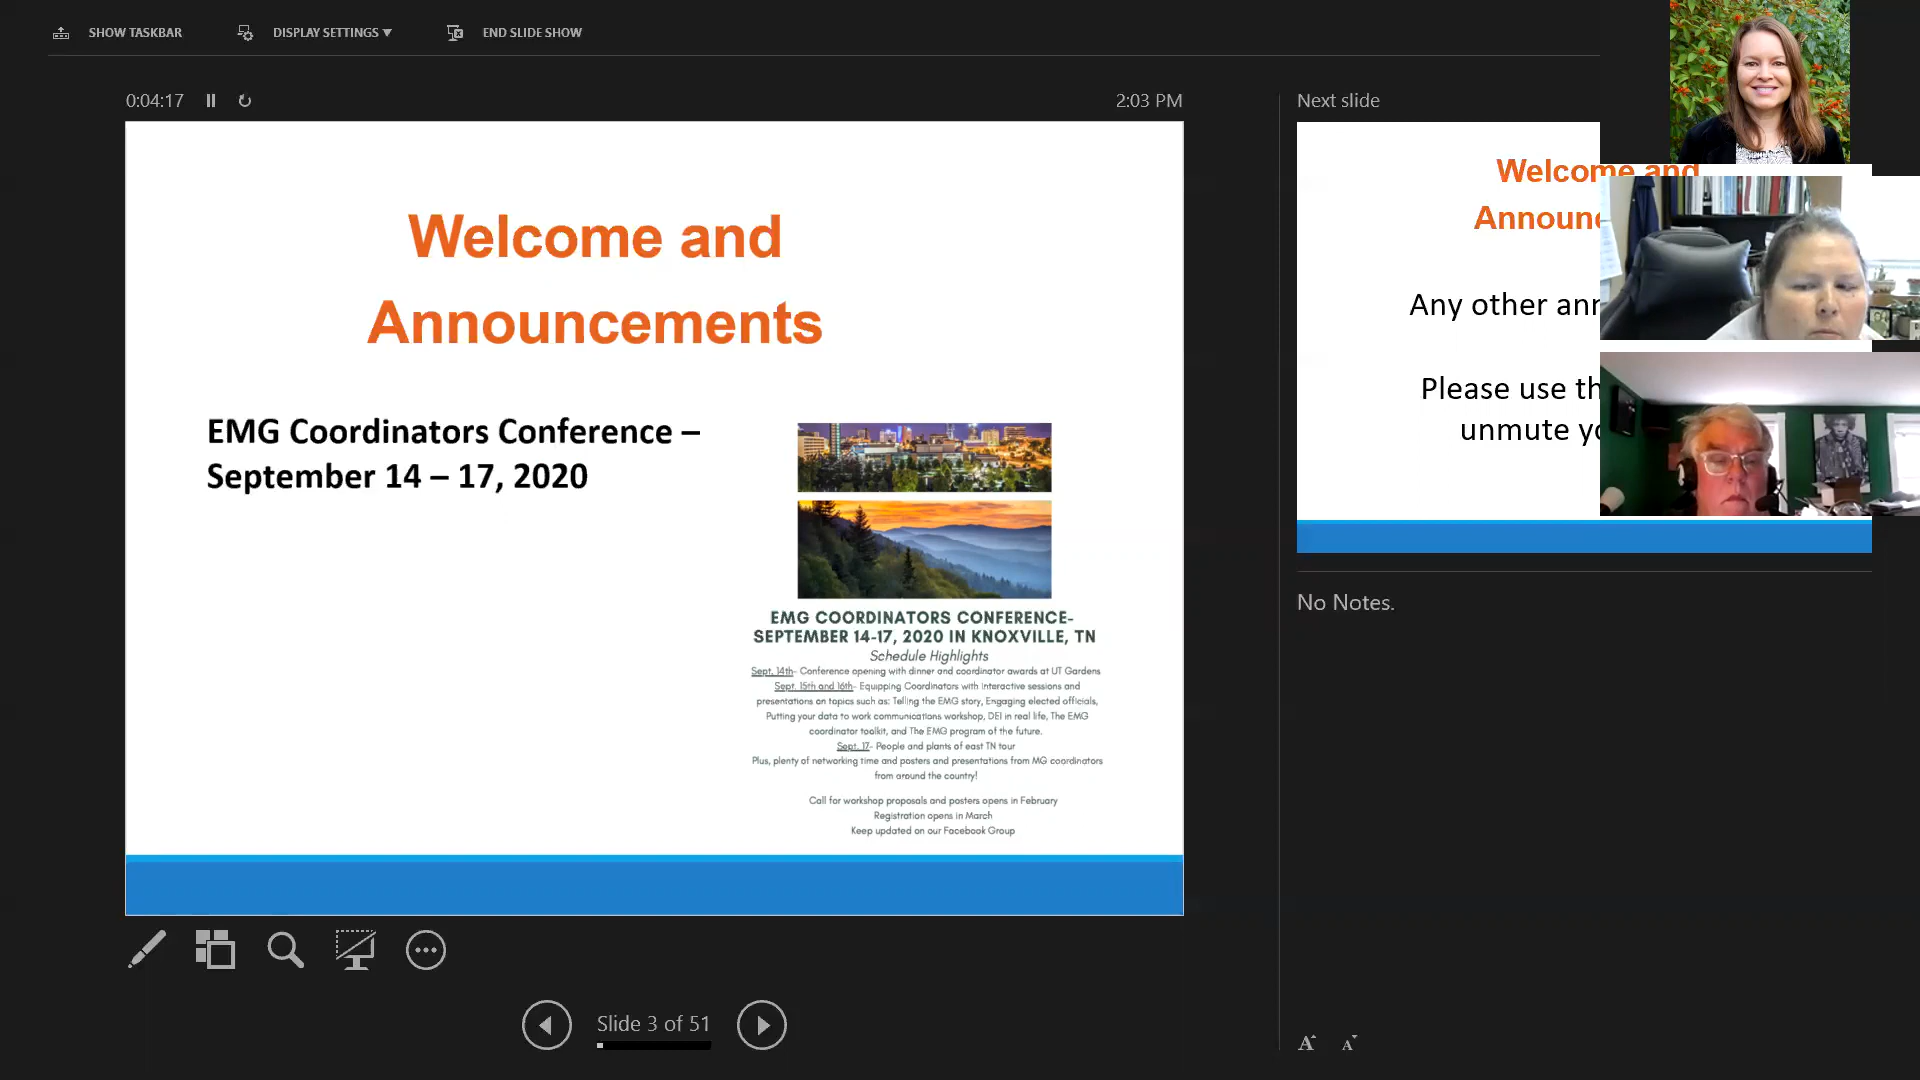 SHOW TASKBAR
DISPLAY SETTINGS ▼
END SLIDE SHOW
0:04:17
2:03 PM
Welcome and
Announcements
EMG Coordinators Conference –
September 14 – 17, 2020
EMG COORDINATORS CONFERENCE-
SEPTEMBER 14-17, 2020 IN KNOXVILLE, TN
Schedule Highlights
Sept. 14th- Conference opening with dinner and coordinator awards at UT Gardens
Sept. 15th and 16th- Equipping Coordinators with interactive sessions and
presentations on topics such as: Telling the EMG story, Engaging elected officials,
Putting your data to work communications workshop, DEI in real life, The EMG
coordinator toolkit, and The EMG program of the future.
Sept. 17- People and plants of east TN tour
Plus, plenty of networking time and posters and presentations from MG coordinators
from around the country!
Call for workshop proposals and posters opens in February
Registration opens in March
Keep updated on our Facebook Group
Slide 3 of 51
Next slide
Welcome and
Announ
Any other
Please use
unmute
No Notes.
A A